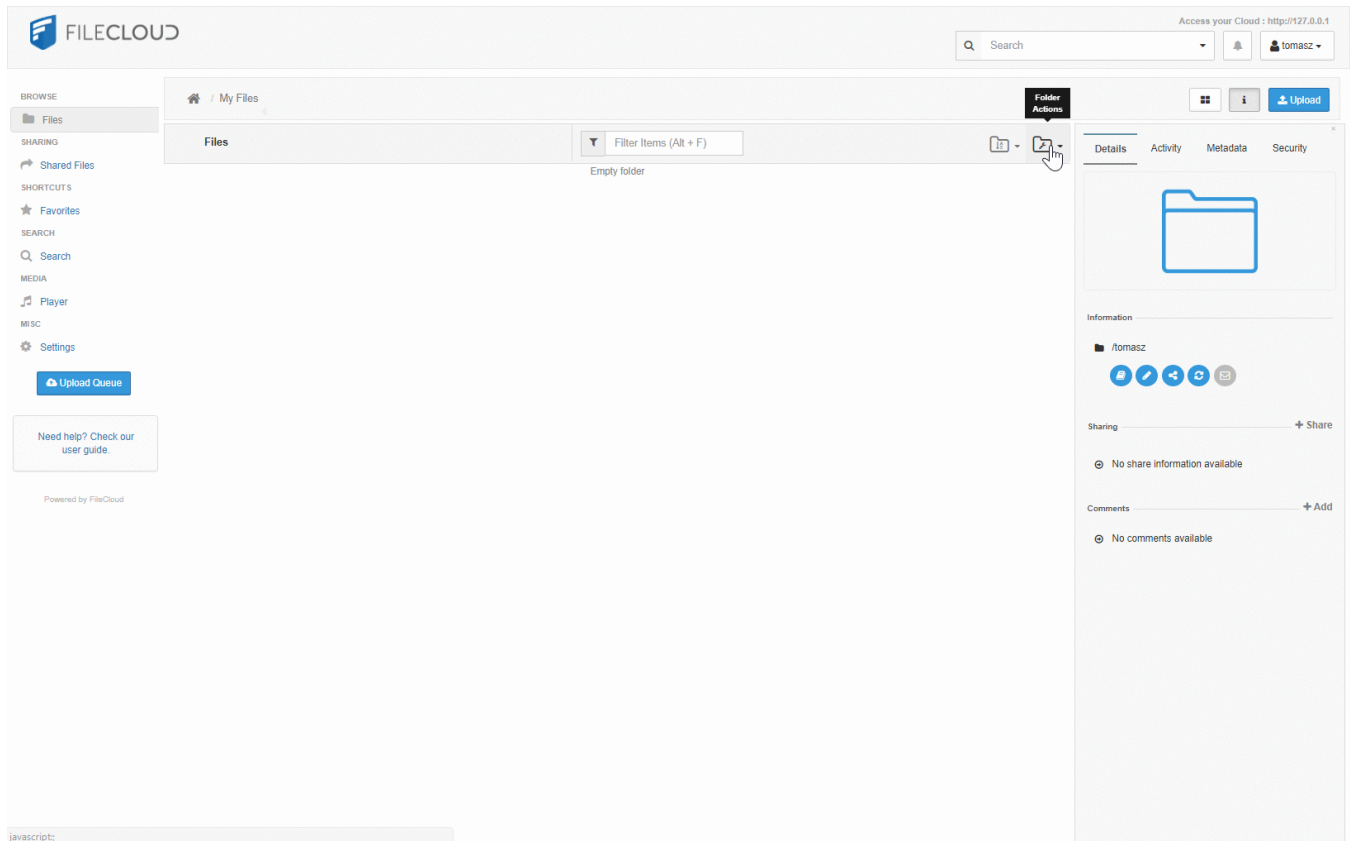 FILECLOUD
Access your Cloud : http://127.0.0.1
Search
tomasz
BROWSE
Files
SHARING
Shared Files
SHORTCUTS
Favorites
SEARCH
Search
MEDIA
Player
MISC
Settings
Upload Queue
Need help? Check our
user guide.
Powered by FileCloud
/ My Files
Folder
Actions
i
Upload
Files
Filter Items (Alt + F)
Empty folder
Details
Activity
Metadata
Security
×
Information
/tomasz
Sharing
+ Share
No share information available
Comments
+ Add
No comments available
javascript:;